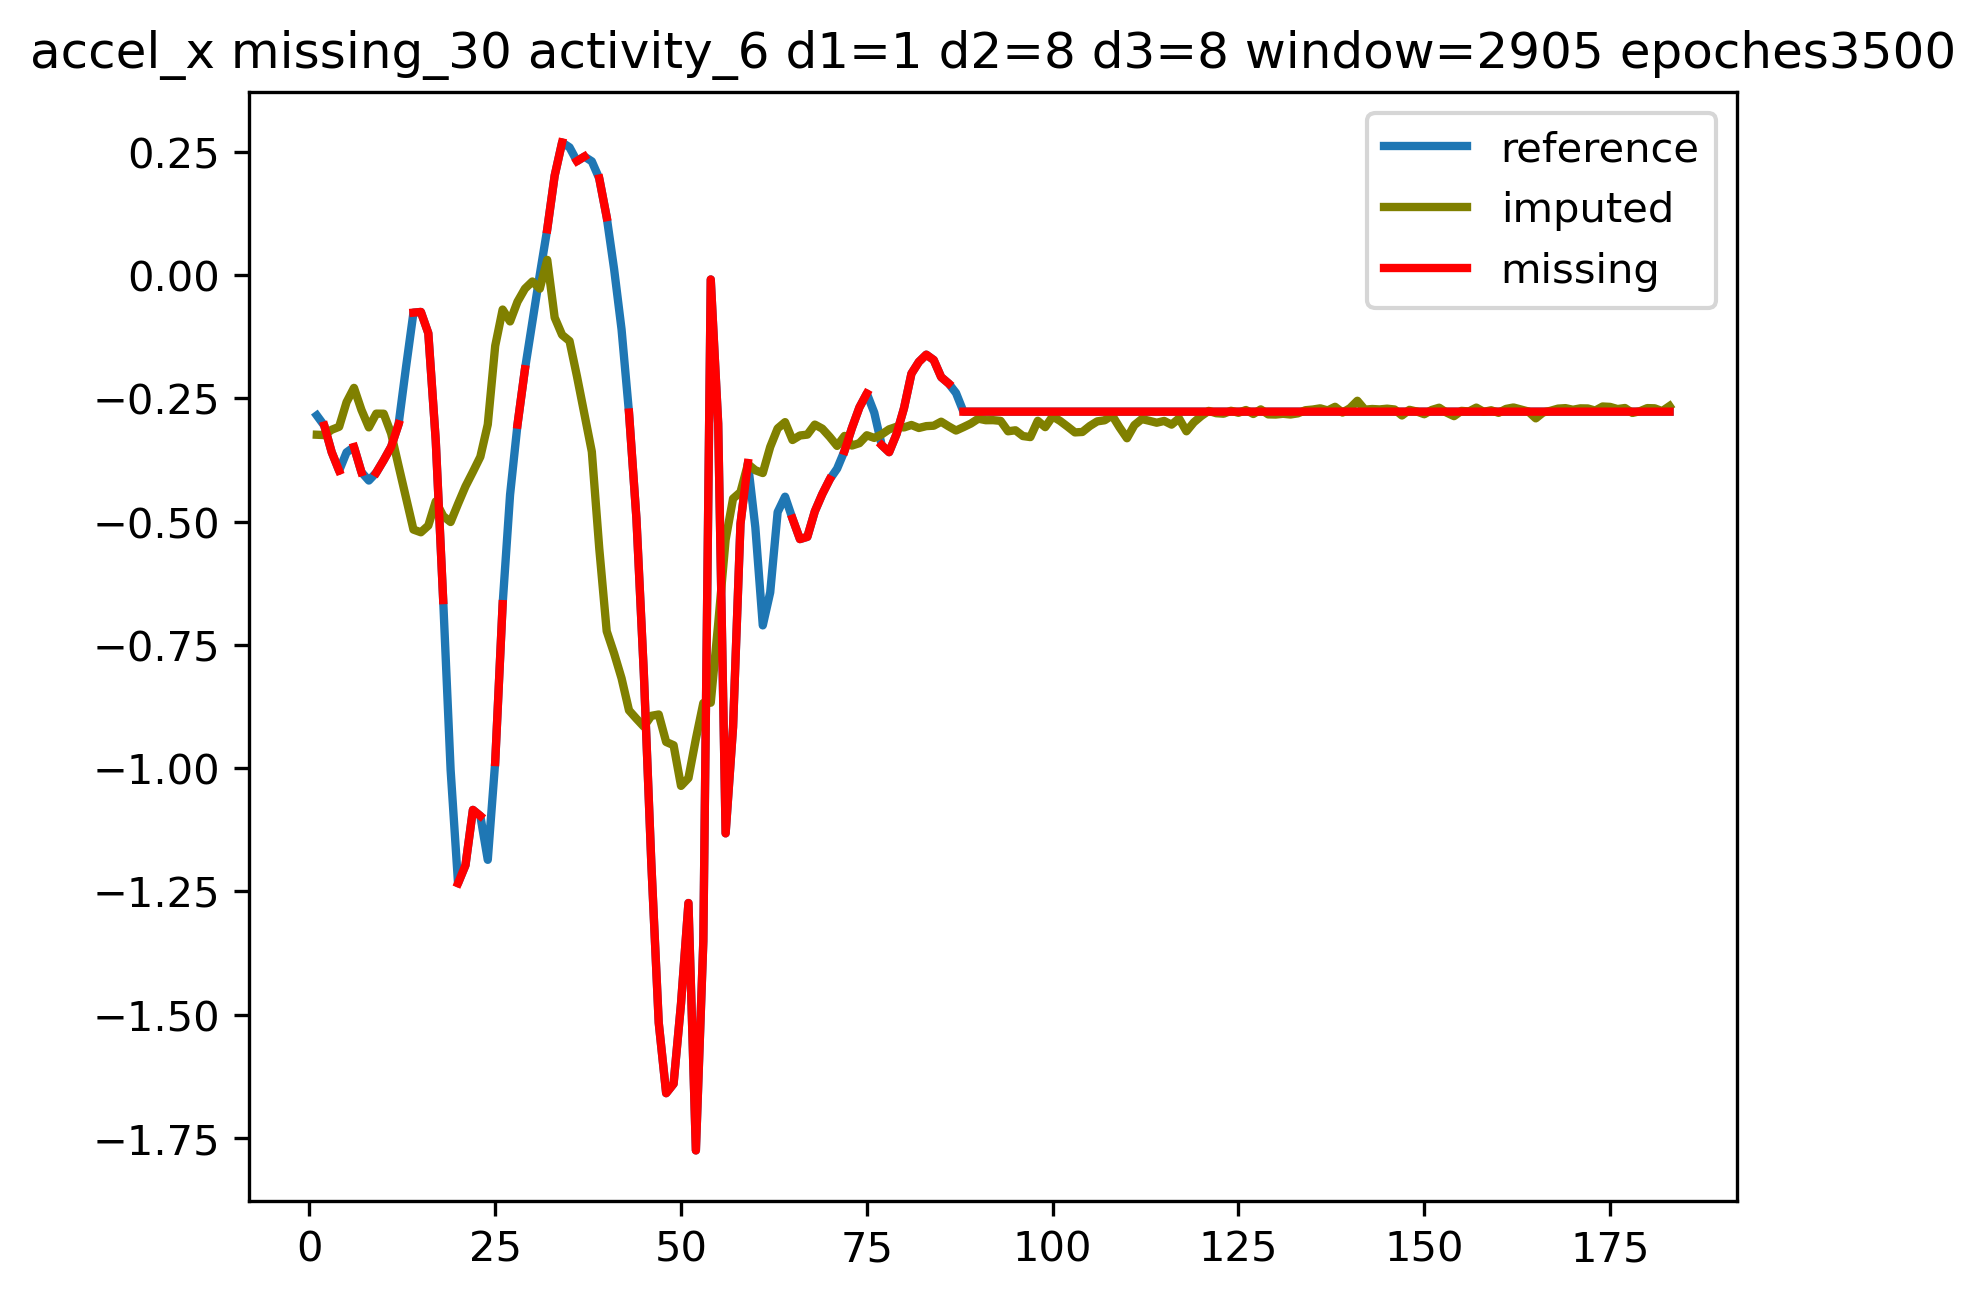 accel_x missing_30 activity_6 d1=1 d2=8 d3=8 window=2905 epoches3500
reference
imputed
missing
0.25
0.00
−0.25
−0.50
−0.75
−1.00
−1.25
−1.50
−1.75
0 25 50 75 100 125 150 175